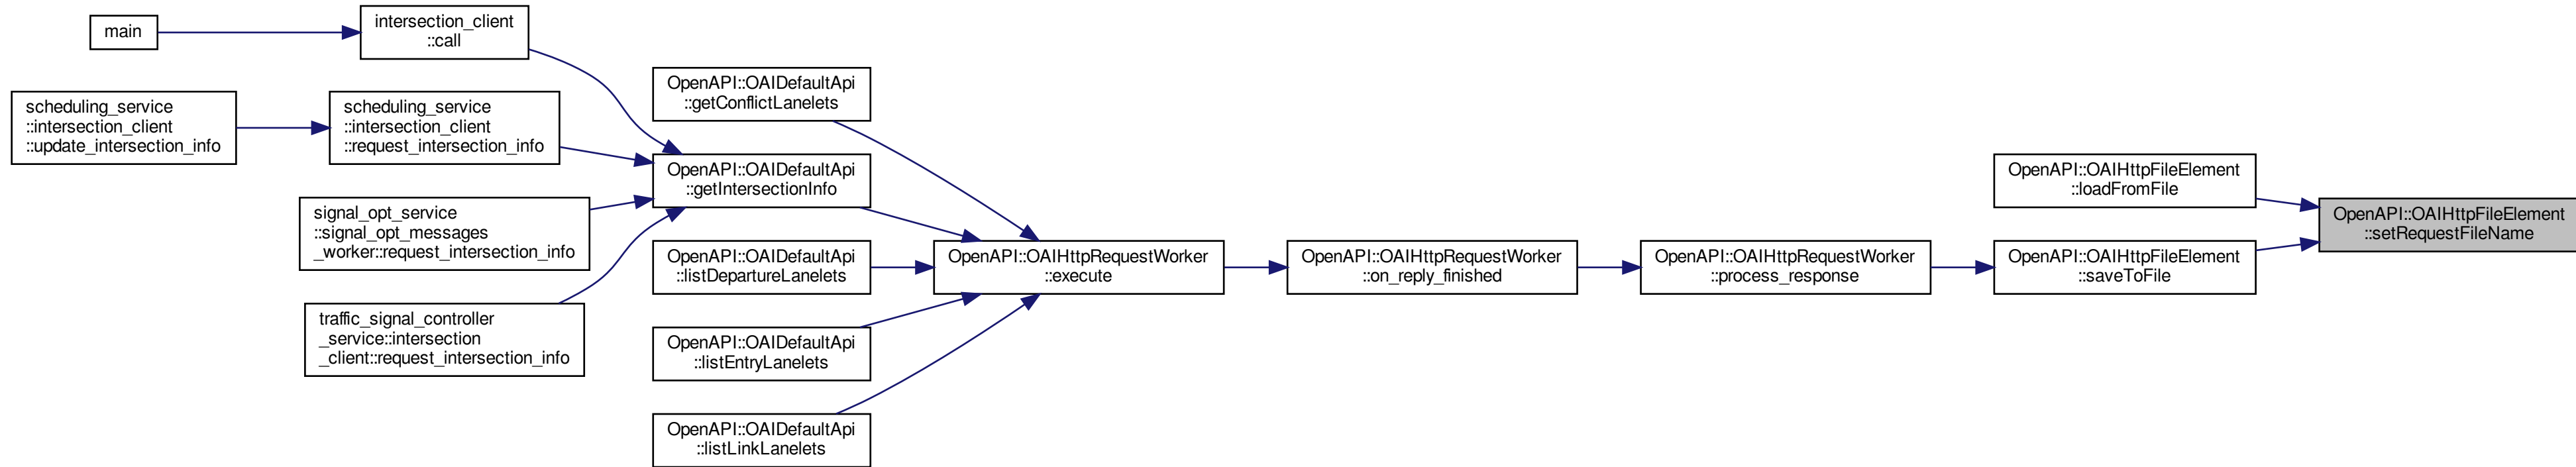 main
intersection_client
::call
scheduling_service
::intersection_client
::update_intersection_info
scheduling_service
::intersection_client
::request_intersection_info
signal_opt_service
::signal_opt_messages
_worker::request_intersection_info
traffic_signal_controller
_service::intersection
_client::request_intersection_info
OpenAPI::OAIDefaultApi
::getConflictLanelets
OpenAPI::OAIDefaultApi
::getIntersectionInfo
OpenAPI::OAIDefaultApi
::listDepartureLanelets
OpenAPI::OAIDefaultApi
::listEntryLanelets
OpenAPI::OAIDefaultApi
::listLinkLanelets
OpenAPI::OAIHttpRequestWorker
::execute
OpenAPI::OAIHttpRequestWorker
::on_reply_finished
OpenAPI::OAIHttpRequestWorker
::process_response
OpenAPI::OAIHttpFileElement
::loadFromFile
OpenAPI::OAIHttpFileElement
::saveToFile
OpenAPI::OAIHttpFileElement
::setRequestFileName